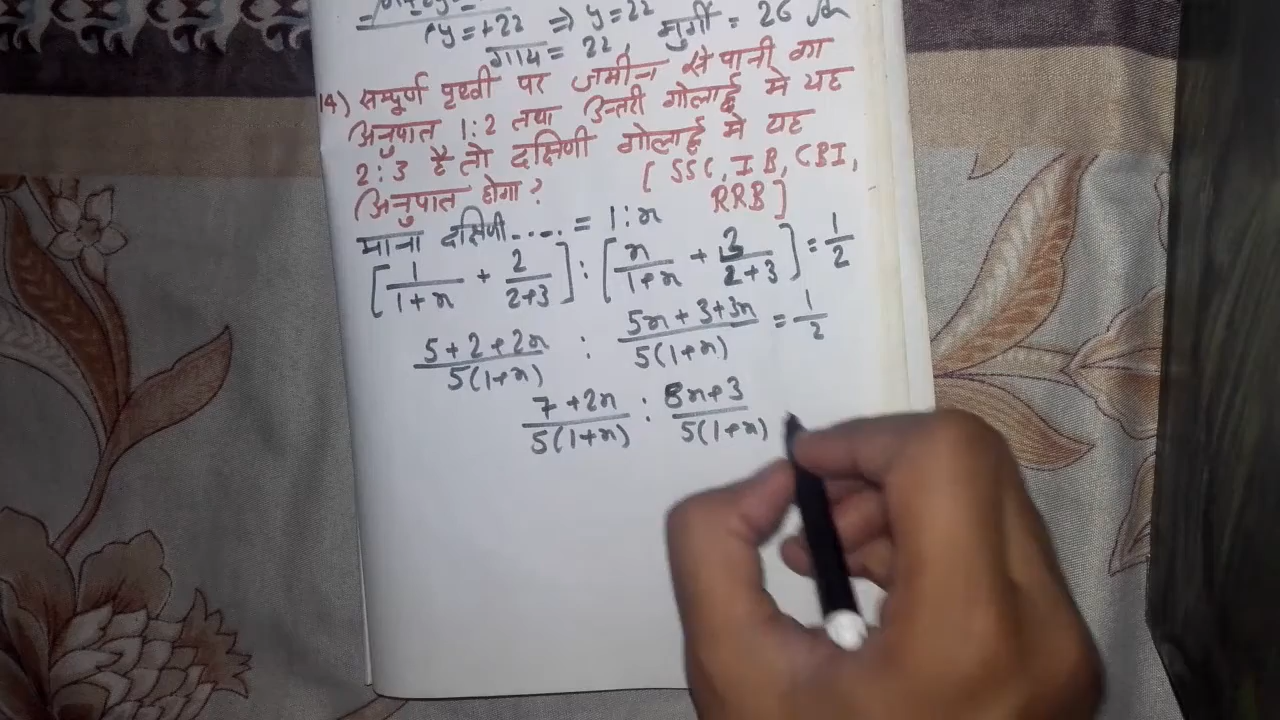 +y = +22 ⇒ y = 22
गाय = 22, मुर्गी = 26
14) सम्पूर्ण पृथ्वी पर जमीन से पानी का
अनुपात 1:2 तथा उत्तरी गोलार्द्ध मे यह
2:3 है तो दक्षिणी गोलार्द्ध मे यह
अनुपात होगा? [SSC, IB, CBI,
RRB]
माना दक्षिणी.... = 1:x
[1/(1+x) + 2/(2+3)] : [x/(1+x) + 3/(2+3)] = 1/2
(5+2+2x)/5(1+x) : (5x+3+3x)/5(1+x) = 1/2
(7+2x)/5(1+x) : (8x+3)/5(1+x)